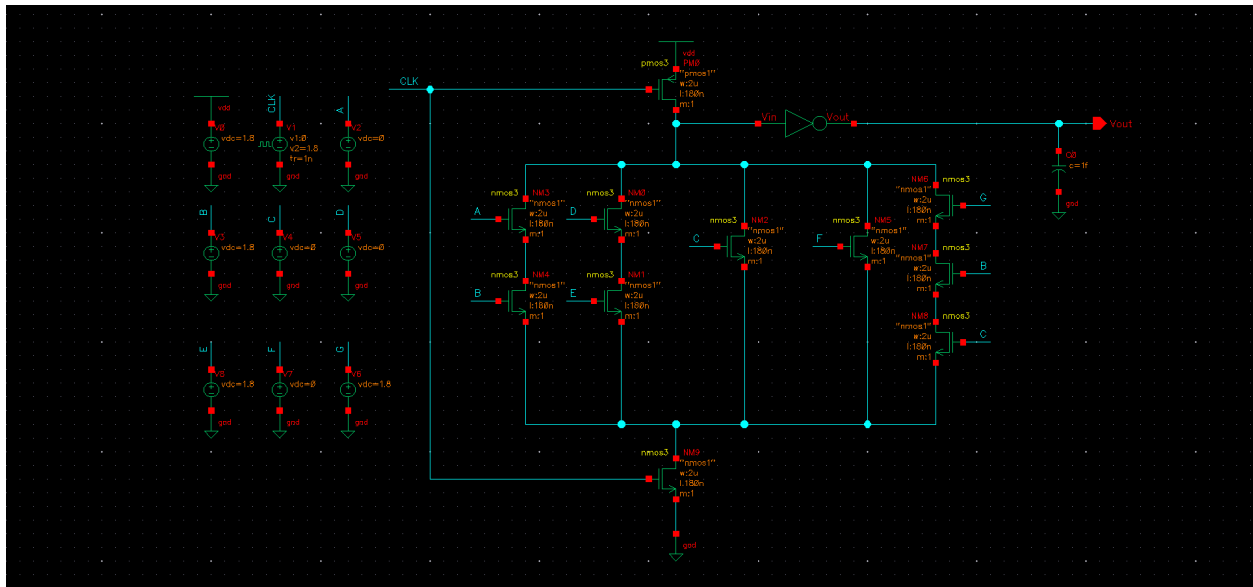 vdd
pmos3
PM0
"pmos1"
w:2u
l:180n
m:1
CLK
Vin
Vout
Vout
C0
c=1f
gnd
vdd
V0
vdc=1.8
gnd
CLK
V1
v1:0
v2=1.8
tr=1n
gnd
A
V2
vdc=0
gnd
B
V3
vdc=1.8
gnd
C
V4
vdc=0
gnd
D
V5
vdc=0
gnd
E
V8
vdc=1.8
gnd
F
V7
vdc=0
gnd
G
V6
vdc=1.8
gnd
nmos3
NM3
"nmos1"
w:2u
l:180n
m:1
A
nmos3
NM4
"nmos1"
w:2u
l:180n
m:1
B
nmos3
NM0
"nmos1"
w:2u
l:180n
m:1
D
nmos3
NM1
"nmos1"
w:2u
l:180n
m:1
E
nmos3
NM2
"nmos1"
w:2u
l:180n
m:1
C
nmos3
NM5
"nmos1"
w:2u
l:180n
m:1
F
NM6
nmos3
"nmos1"
w:2u
l:180n
m:1
G
NM7
nmos3
"nmos1"
w:2u
l:180n
m:1
B
NM8
nmos3
"nmos1"
w:2u
l:180n
m:1
C
nmos3
NM9
"nmos1"
w:2u
l:180n
m:1
gnd